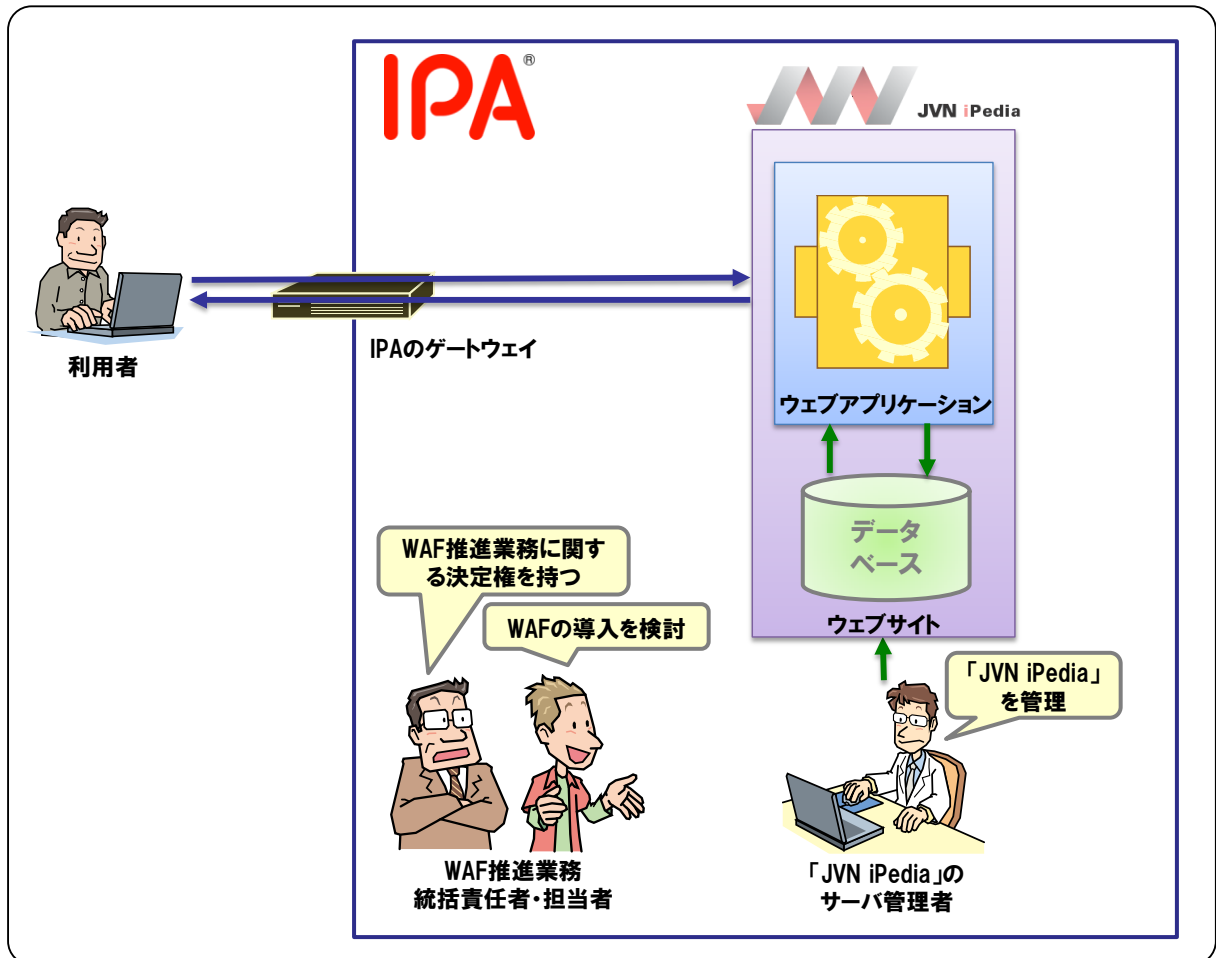 IPA®
JVN iPedia
利用者
IPAのゲートウェイ
ウェブアプリケーション
データ
ベース
ウェブサイト
WAF推進業務に関す
る決定権を持つ
WAFの導入を検討
「JVN iPedia」
を管理
WAF推進業務
統括責任者・担当者
「JVN iPedia」の
サーバ管理者